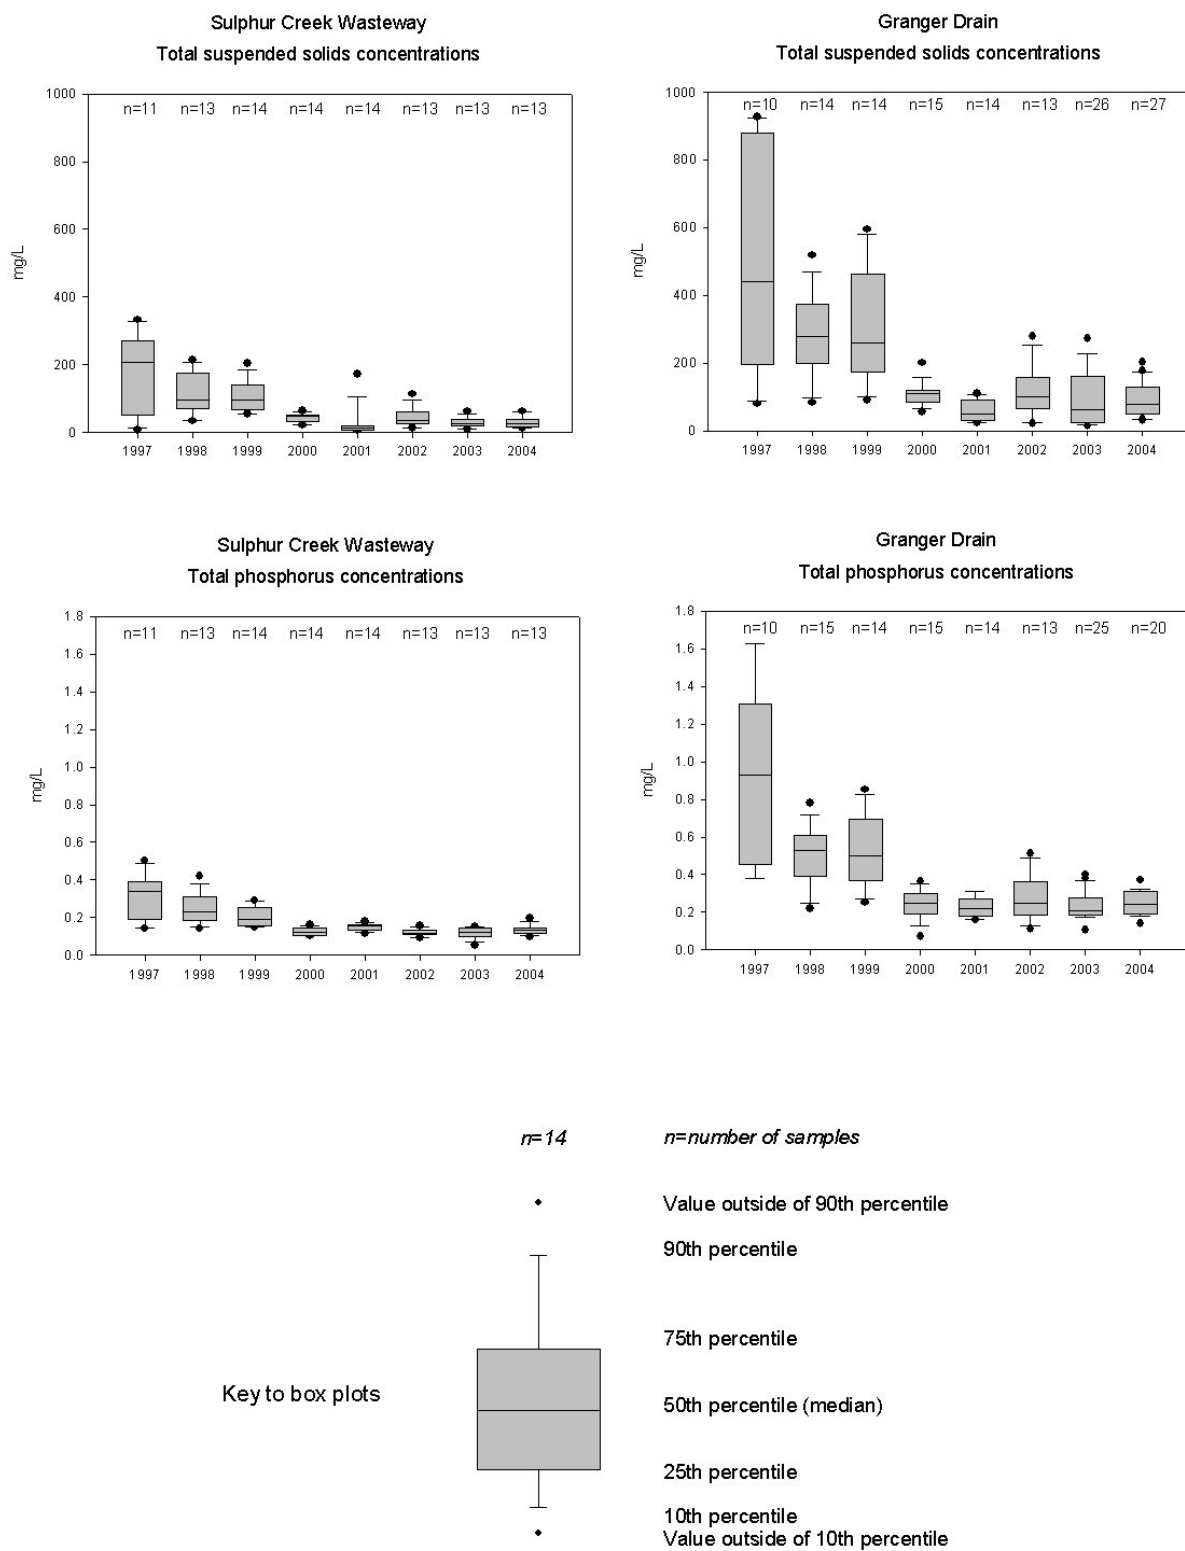 Sulphur Creek Wasteway
Total suspended solids concentrations
1000
800
600
400
200
0
mg/L
n=11 n=13 n=14 n=14 n=14 n=13 n=13 n=13
1997 1998 1999 2000 2001 2002 2003 2004
Granger Drain
Total suspended solids concentrations
1000
800
600
400
200
0
mg/L
n=10 n=14 n=14 n=15 n=14 n=13 n=26 n=27
1997 1998 1999 2000 2001 2002 2003 2004
Sulphur Creek Wasteway
Total phosphorus concentrations
1.8
1.6
1.4
1.2
1.0
0.8
0.6
0.4
0.2
0.0
mg/L
n=11 n=13 n=14 n=14 n=14 n=13 n=13 n=13
1997 1998 1999 2000 2001 2002 2003 2004
Granger Drain
Total phosphorus concentrations
1.8
1.6
1.4
1.2
1.0
0.8
0.6
0.4
0.2
0.0
mg/L
n=10 n=15 n=14 n=15 n=14 n=13 n=25 n=20
1997 1998 1999 2000 2001 2002 2003 2004
n=14 n=number of samples
Value outside of 90th percentile
90th percentile
75th percentile
Key to box plots
50th percentile (median)
25th percentile
10th percentile
Value outside of 10th percentile